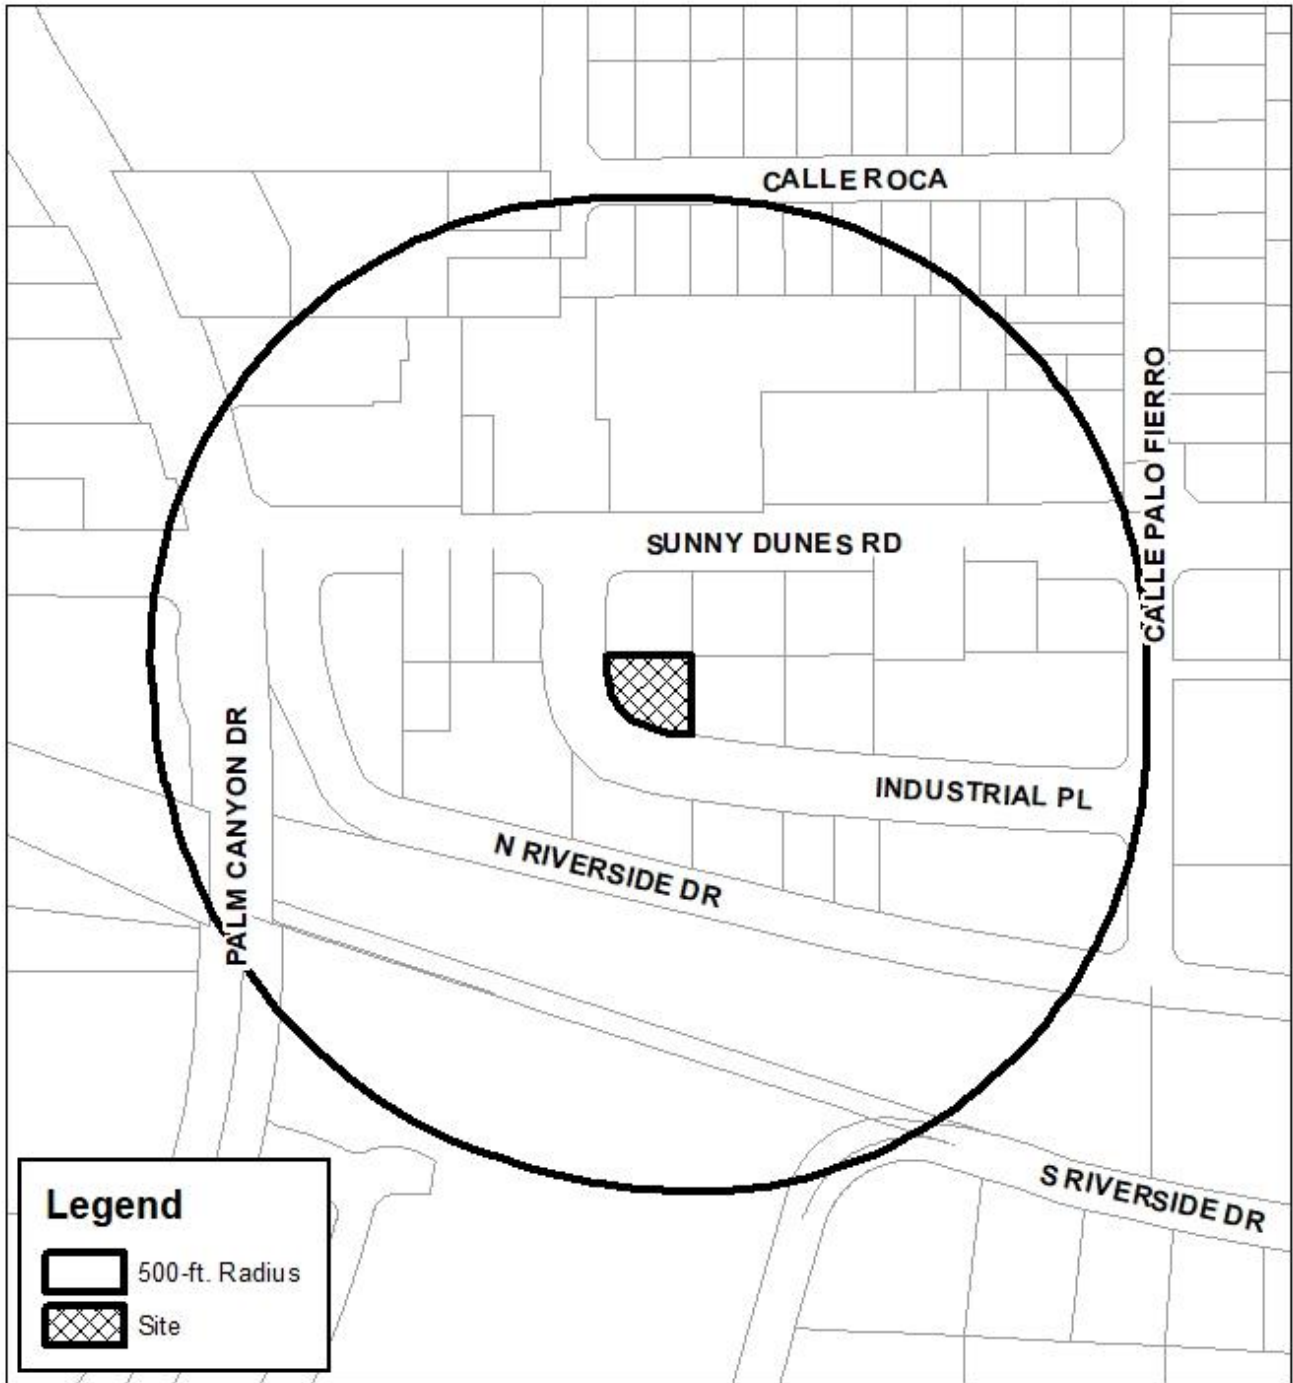 CALLE ROCA
CALLE PALO FIERRO
SUNNY DUNES RD
PALM CANYON DR
INDUSTRIAL PL
N RIVERSIDE DR
S RIVERSIDE DR
Legend
500-ft. Radius
Site